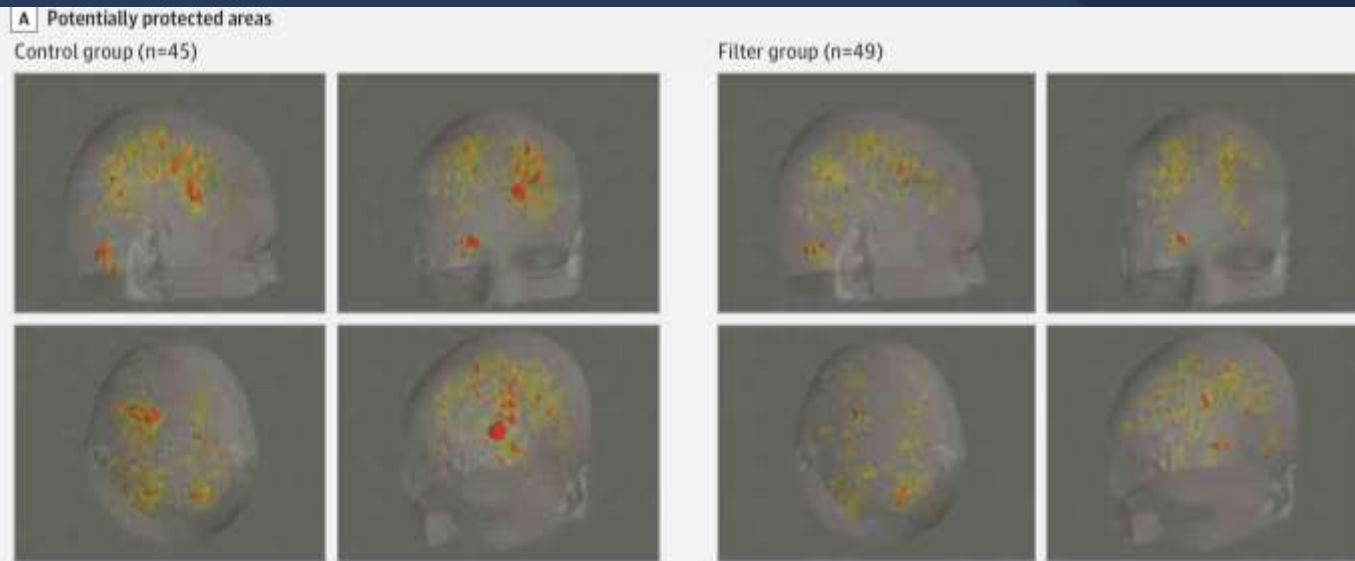 A Potentially protected areas
Control group (n=45)
Filter group (n=49)